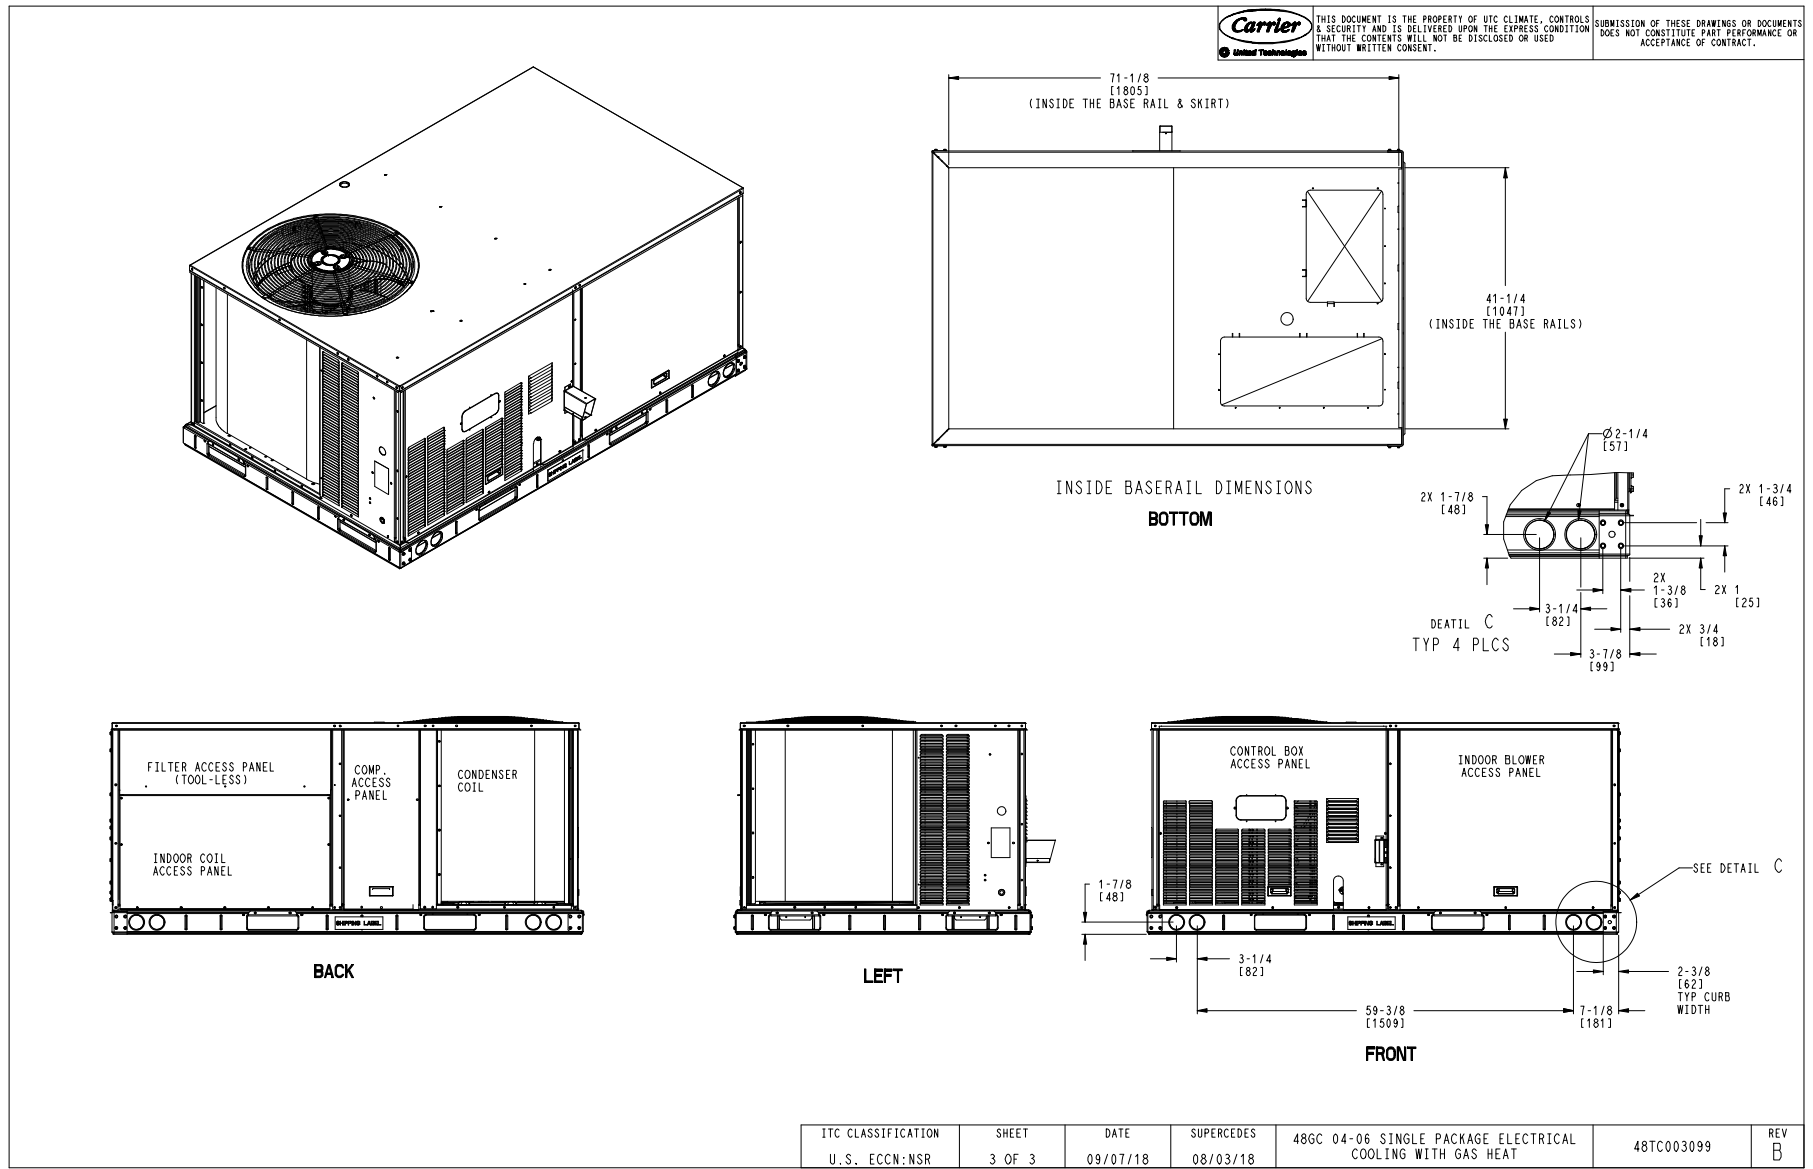 Carrier
United Technologies
THIS DOCUMENT IS THE PROPERTY OF UTC CLIMATE, CONTROLS
& SECURITY AND IS DELIVERED UPON THE EXPRESS CONDITION
THAT THE CONTENTS WILL NOT BE DISCLOSED OR USED
WITHOUT WRITTEN CONSENT.
SUBMISSION OF THESE DRAWINGS OR DOCUMENTS
DOES NOT CONSTITUTE PART PERFORMANCE OR
ACCEPTANCE OF CONTRACT.
71-1/8
[1805]
(INSIDE THE BASE RAIL & SKIRT)
41-1/4
[1047]
(INSIDE THE BASE RAILS)
INSIDE BASERAIL DIMENSIONS
BOTTOM
SHIPPING LABEL
Ø2-1/4
[57]
2X 1-7/8
[48]
2X 1-3/4
[46]
2X
1-3/8
[36]
2X 1
[25]
3-1/4
[82]
2X 3/4
[18]
3-7/8
[99]
DEATIL C
TYP 4 PLCS
FILTER ACCESS PANEL
(TOOL-LESS)
COMP.
ACCESS
PANEL
CONDENSER
COIL
INDOOR COIL
ACCESS PANEL
SHIPPING LABEL
BACK
LEFT
CONTROL BOX
ACCESS PANEL
INDOOR BLOWER
ACCESS PANEL
SEE DETAIL C
1-7/8
[48]
SHIPPING LABEL
3-1/4
[82]
2-3/8
[62]
TYP CURB
WIDTH
59-3/8
[1509]
7-1/8
[181]
FRONT
ITC CLASSIFICATION
U.S. ECCN:NSR
SHEET
3 OF 3
DATE
09/07/18
SUPERCEDES
08/03/18
48GC 04-06 SINGLE PACKAGE ELECTRICAL
COOLING WITH GAS HEAT
48TC003099
REV
B